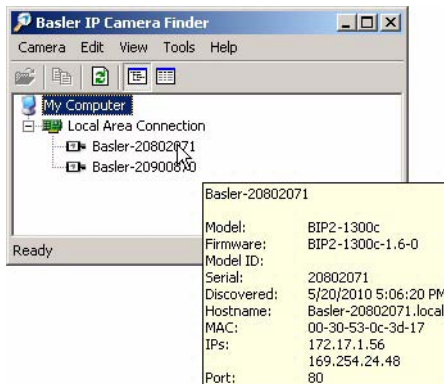 Basler IP Camera Finder
Camera Edit View Tools Help
My Computer
Local Area Connection
Basler-20802071
Basler-20900870
Ready
Basler-20802071
Model: BIP2-1300c
Firmware: BIP2-1300c-1.6-0
Model ID:
Serial: 20802071
Discovered: 5/20/2010 5:06:20 PM
Hostname: Basler-20802071.local
MAC: 00-30-53-0c-3d-17
IPs: 172.17.1.56
169.254.24.48
Port: 80